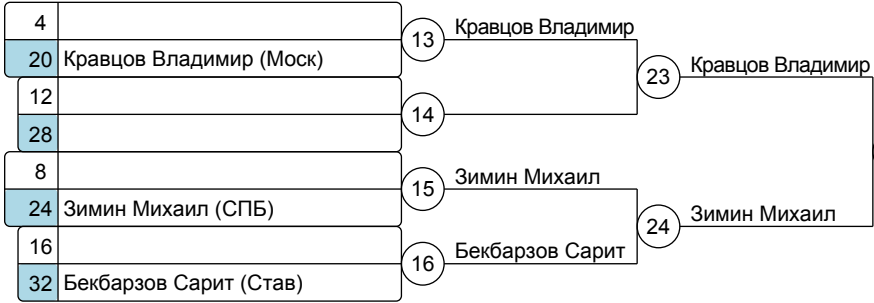 4
20 Кравцов Владимир (Моск)
13
Кравцов Владимир
12
28
14
23
Кравцов Владимир
8
24 Зимин Михаил (СПБ)
15
Зимин Михаил
16
32 Бекбарзов Сарит (Став)
16
Бекбарзов Сарит
24
Зимин Михаил